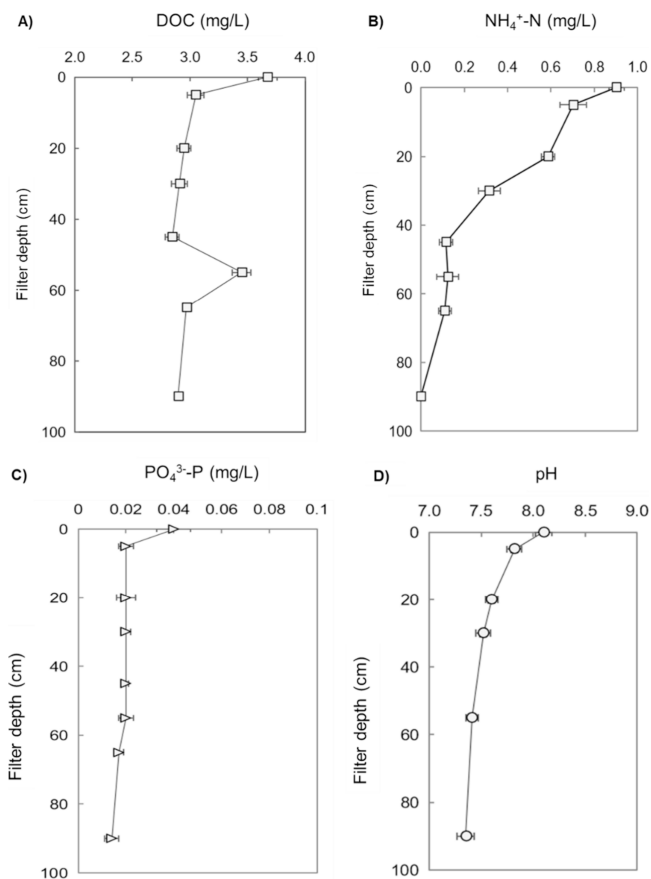 A)
DOC (mg/L)
2.0 2.5 3.0 3.5 4.0
0
20
40
60
80
100
Filter depth (cm)
B)
NH₄⁺-N (mg/L)
0.0 0.2 0.4 0.6 0.8 1.0
0
20
40
60
80
100
Filter depth (cm)
C)
PO₄³⁻-P (mg/L)
0 0.02 0.04 0.06 0.08 0.1
0
20
40
60
80
100
Filter depth (cm)
D)
pH
7.0 7.5 8.0 8.5 9.0
0
20
40
60
80
100
Filter depth (cm)